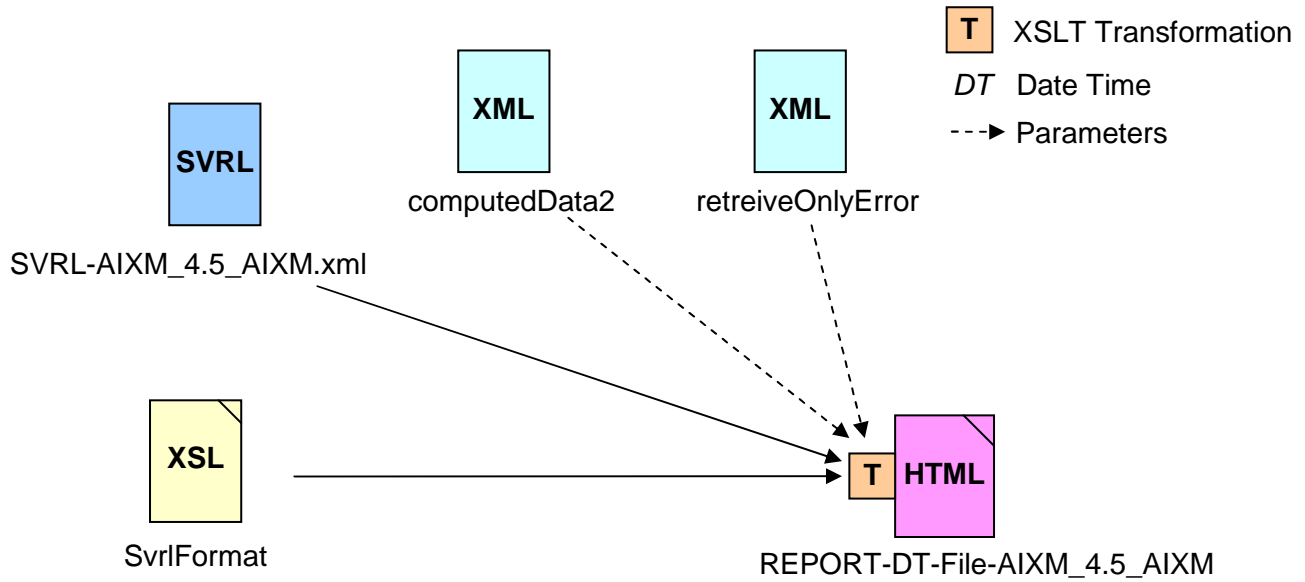 T XSLT Transformation
DT Date Time
Parameters
XML
XML
SVRL
computedData2
retreiveOnlyError
SVRL-AIXM_4.5_AIXM.xml
XSL
T
HTML
SvrlFormat
REPORT-DT-File-AIXM_4.5_AIXM